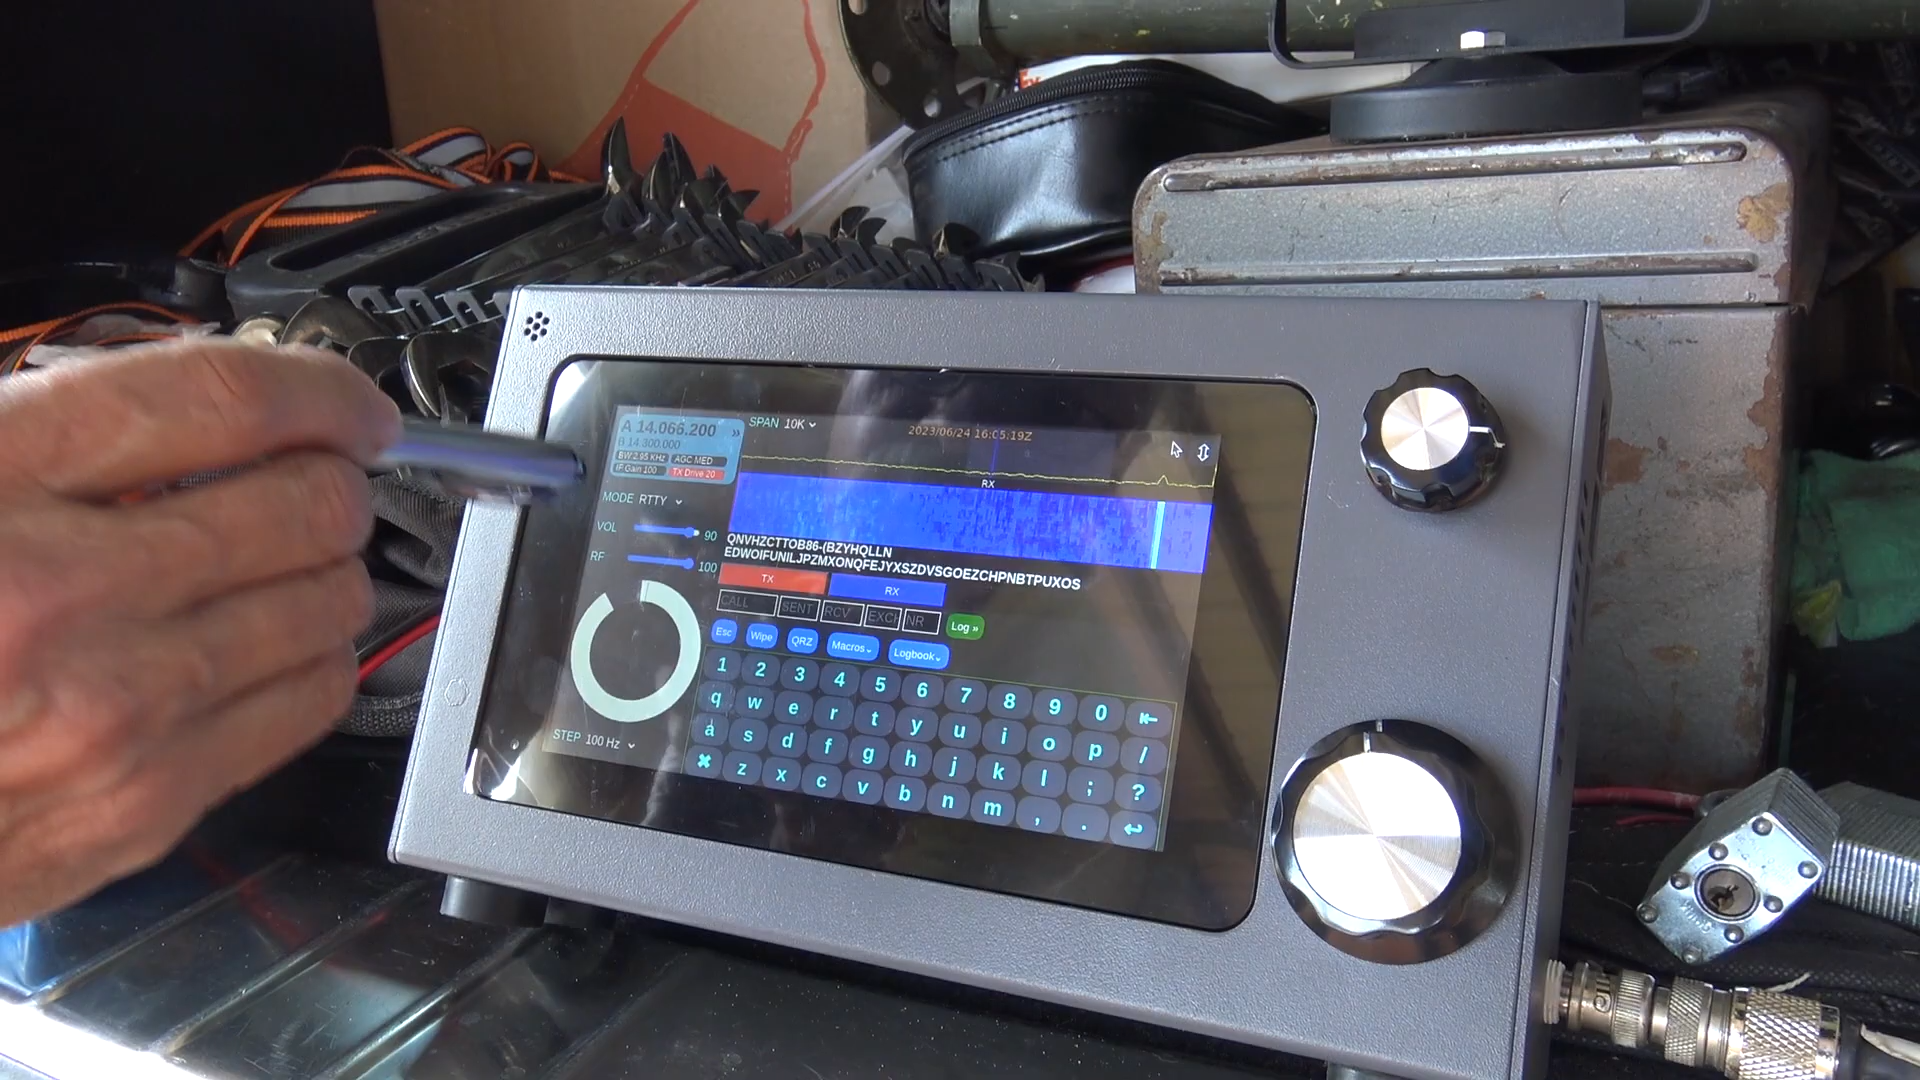 A 14.066.200 »
B 14.300.000
BW 2.95 KHz AGC MED
IF Gain 100 TX Drive 20
SPAN 10K
2023/06/24 16:05:19Z
RX
MODE RTTY
VOL 90
RF 100
QNVHZCTTOB86-(BZYHQLLN
EDWOIFUNILJPZMXONQFEJYXSZDVSGOEZCHPNBTPUXOS
TX RX
CALL SENT RCV EXCH NR Log »
Esc Wipe QRZ Macros Logbook
1 2 3 4 5 6 7 8 9 0
q w e r t y u i o p /
a s d f g h j k l ; ?
z x c v b n m , .
STEP 100 Hz